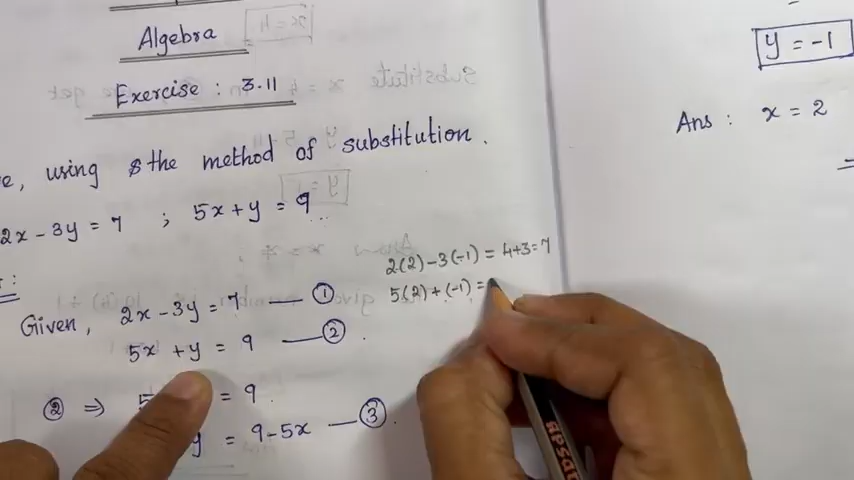 Algebra
Exercise : 3.11
using the method of substitution.
2x - 3y = 7 ; 5x + y = 9
Given, 2x - 3y = 7 — ①
5x + y = 9 — ②.
② ⇒ 5 = 9.
y = 9 - 5x — ③.
2(2) - 3(-1) = 4 + 3 = 7
5(2) + (-1) =
y = -1
Ans : x = 2